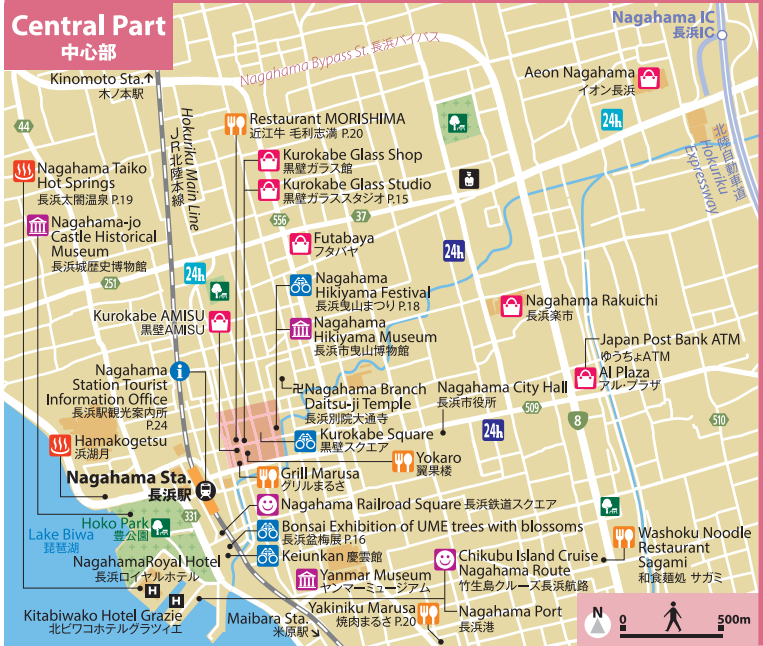 Central Part
中心部
Nagahama IC
長浜IC
Kinomoto Sta.↑
木ノ本駅
Nagahama Bypass St. 長浜バイパス
Aeon Nagahama
イオン長浜
24h
44
Hokuriku Main Line
JR北陸本線
Restaurant MORISHIMA
近江牛 毛利志満 P.20
北陸自動車道
Hokuriku
Expressway
Kurokabe Glass Shop
黒壁ガラス館
Nagahama Taiko
Hot Springs
長浜太閤温泉 P.19
Kurokabe Glass Studio
黒壁ガラススタジオ P.15
Nagahama-jo
Castle Historical
Museum
長浜城歴史博物館
556
37
Futabaya
フタバヤ
24h
24h
251
Nagahama
Hikiyama Festival
長浜曳山まつり P.18
Kurokabe AMISU
黒壁AMISU
Nagahama
Hikiyama Museum
長浜市曳山博物館
Nagahama Rakuichi
長浜楽市
Japan Post Bank ATM
ゆうちょATM
Al Plaza
アル・プラザ
Nagahama
Station Tourist
Information Office
長浜駅観光案内所
P.24
卍Nagahama Branch
Daitsu-ji Temple
長浜別院大通寺
Nagahama City Hall
長浜市役所
509
8
510
24h
Hamakogetsu
浜湖月
Kurokabe Square
黒壁スクエア
Yokaro
翼果楼
Nagahama Sta.
長浜駅
Grill Marusa
グリルまるさ
Nagahama Railroad Square 長浜鉄道スクエア
331
Hoko Park
豊公園
Lake Biwa
琵琶湖
Bonsai Exhibition of UME trees with blossoms
長浜盆梅展 P.16
Keiunkan 慶雲館
Washoku Noodle
Restaurant
Sagami
和食麺処 サガミ
NagahamaRoyal Hotel
長浜ロイヤルホテル
H
H
Chikubu Island Cruise
Nagahama Route
竹生島クルーズ長浜航路
Yanmar Museum
ヤンマーミュージアム
Kitabiwako Hotel Grazie
北ビワコホテルグラツィエ
Maibara Sta.
米原駅↘
Yakiniku Marusa
焼肉まるさ P.20
Nagahama Port
長浜港
N
0
500m